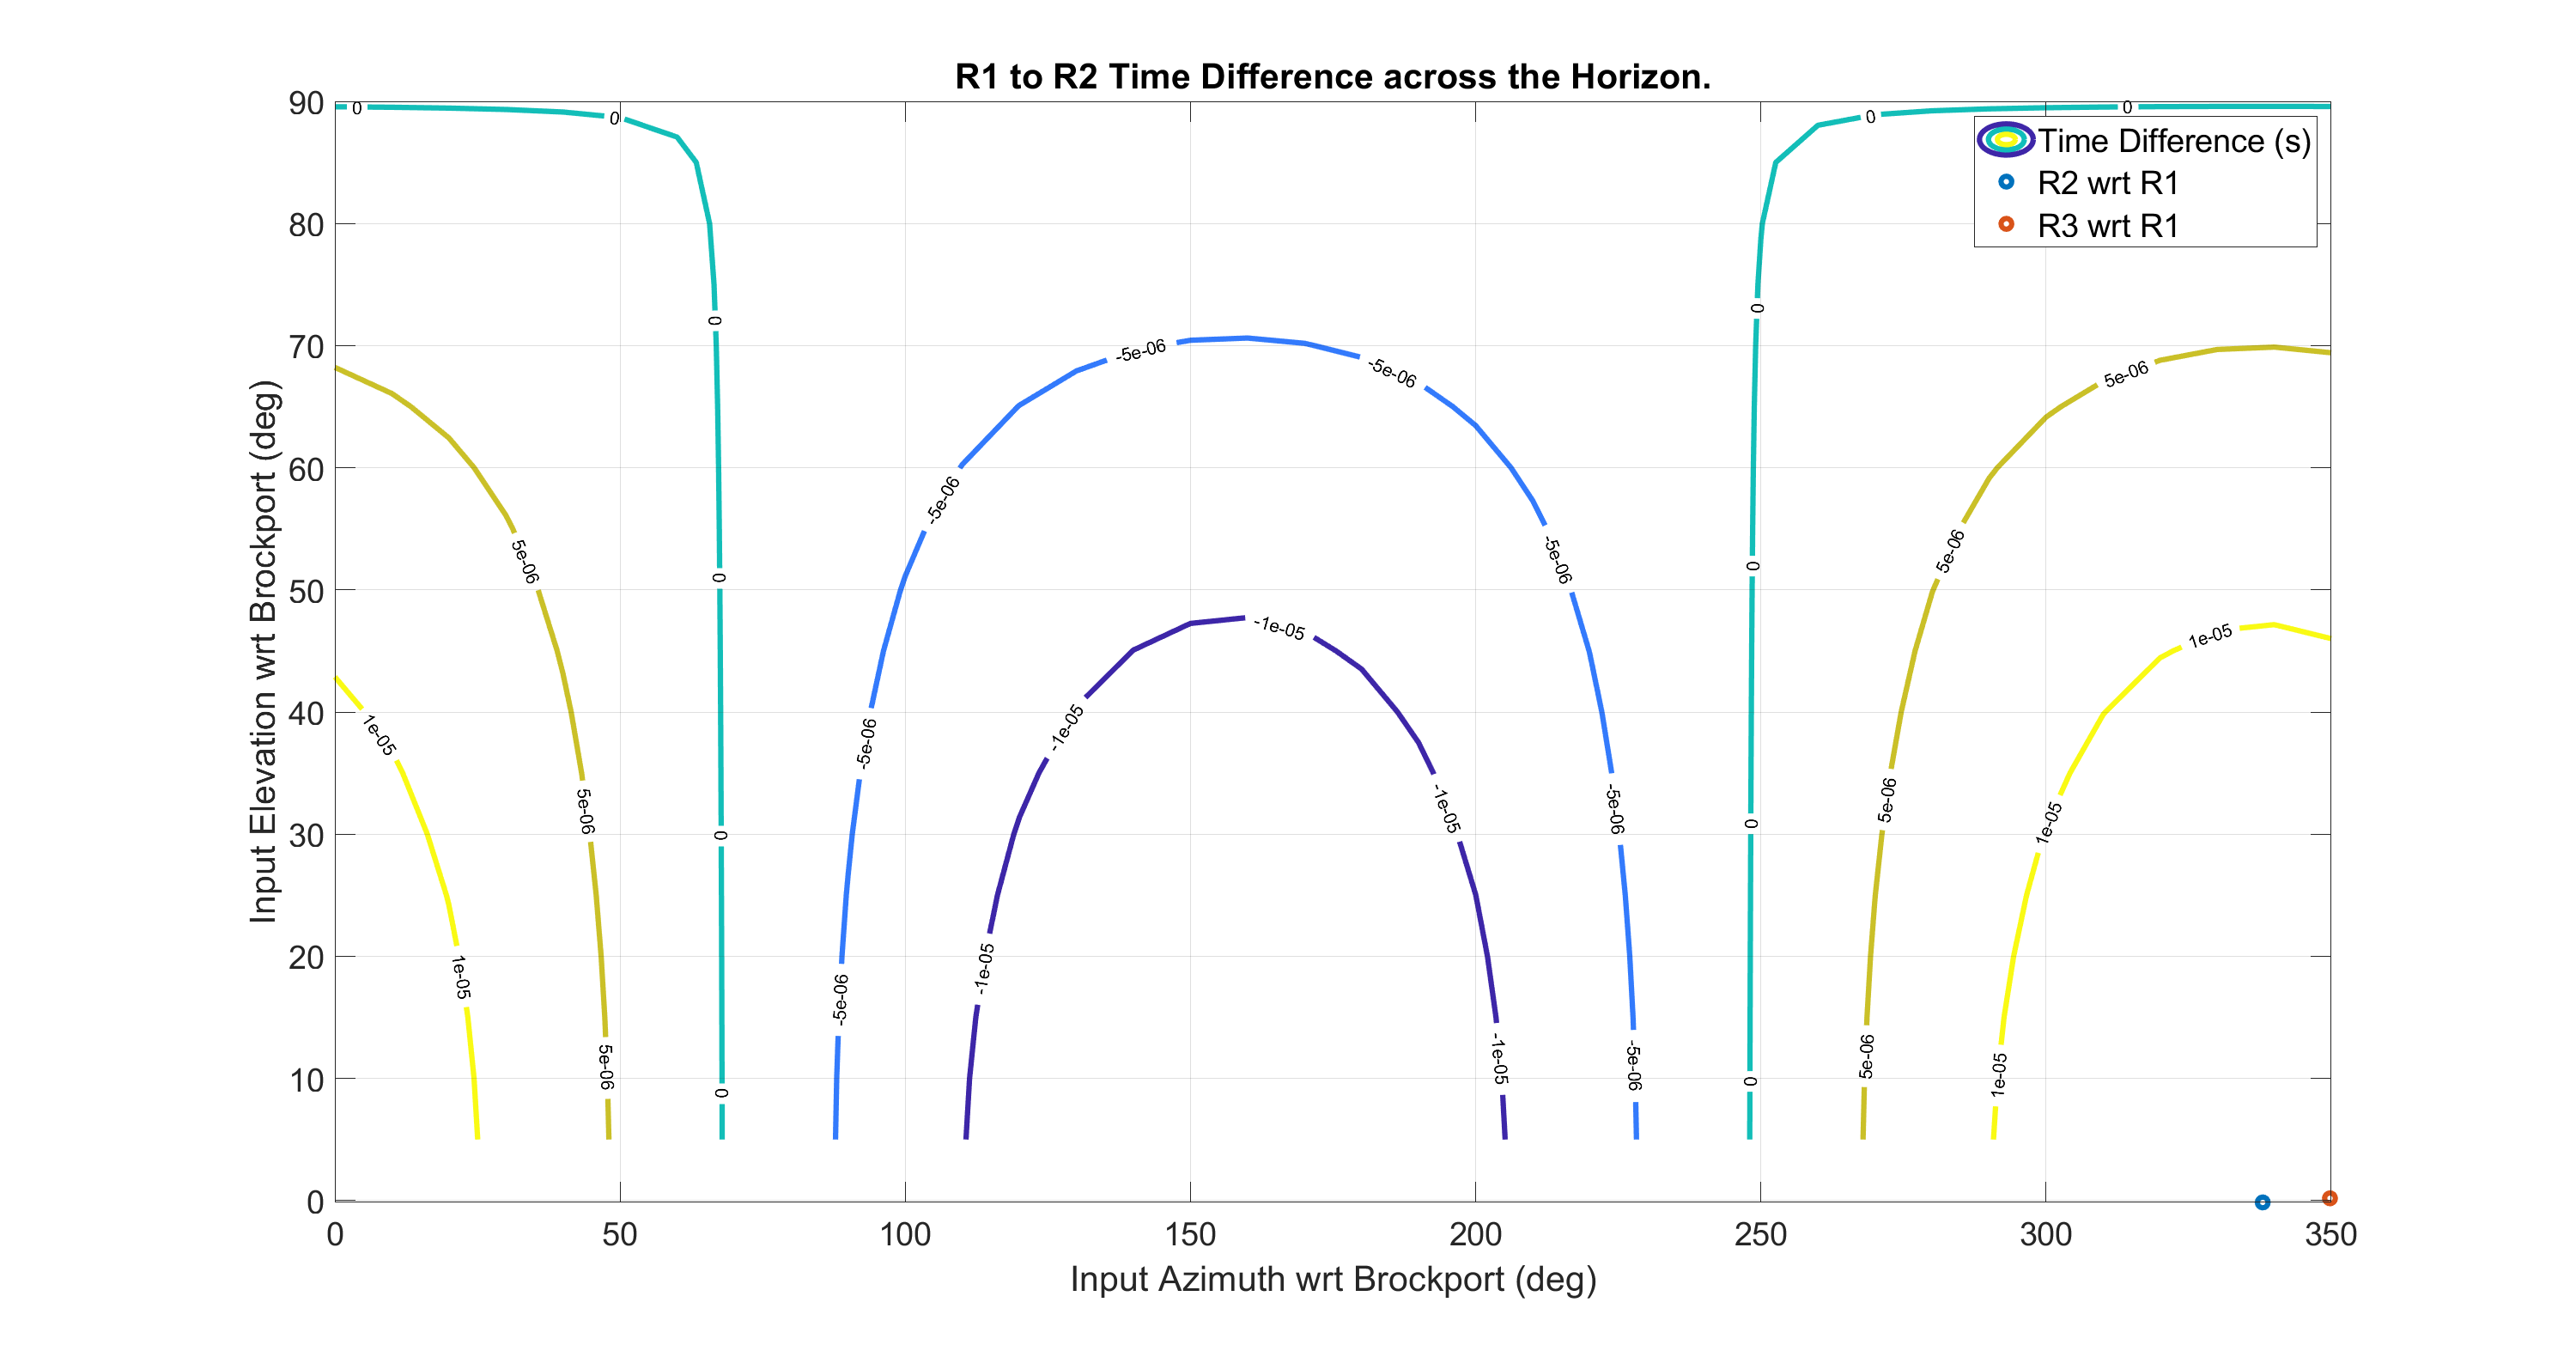 R1 to R2 Time Difference across the Horizon.
Time Difference (s)
R2 wrt R1
R3 wrt R1
Input Elevation wrt Brockport (deg)
90
80
70
60
50
40
30
20
10
0
0
0
0
0
0
0
0
0
0
0
0
0
-5e-06
-5e-06
-5e-06
-5e-06
-5e-06
-5e-06
-5e-06
-5e-06
-1e-05
-1e-05
-1e-05
-1e-05
-1e-05
5e-06
5e-06
5e-06
5e-06
5e-06
5e-06
5e-06
1e-05
1e-05
1e-05
1e-05
1e-05
0
50
100
150
200
250
300
350
Input Azimuth wrt Brockport (deg)